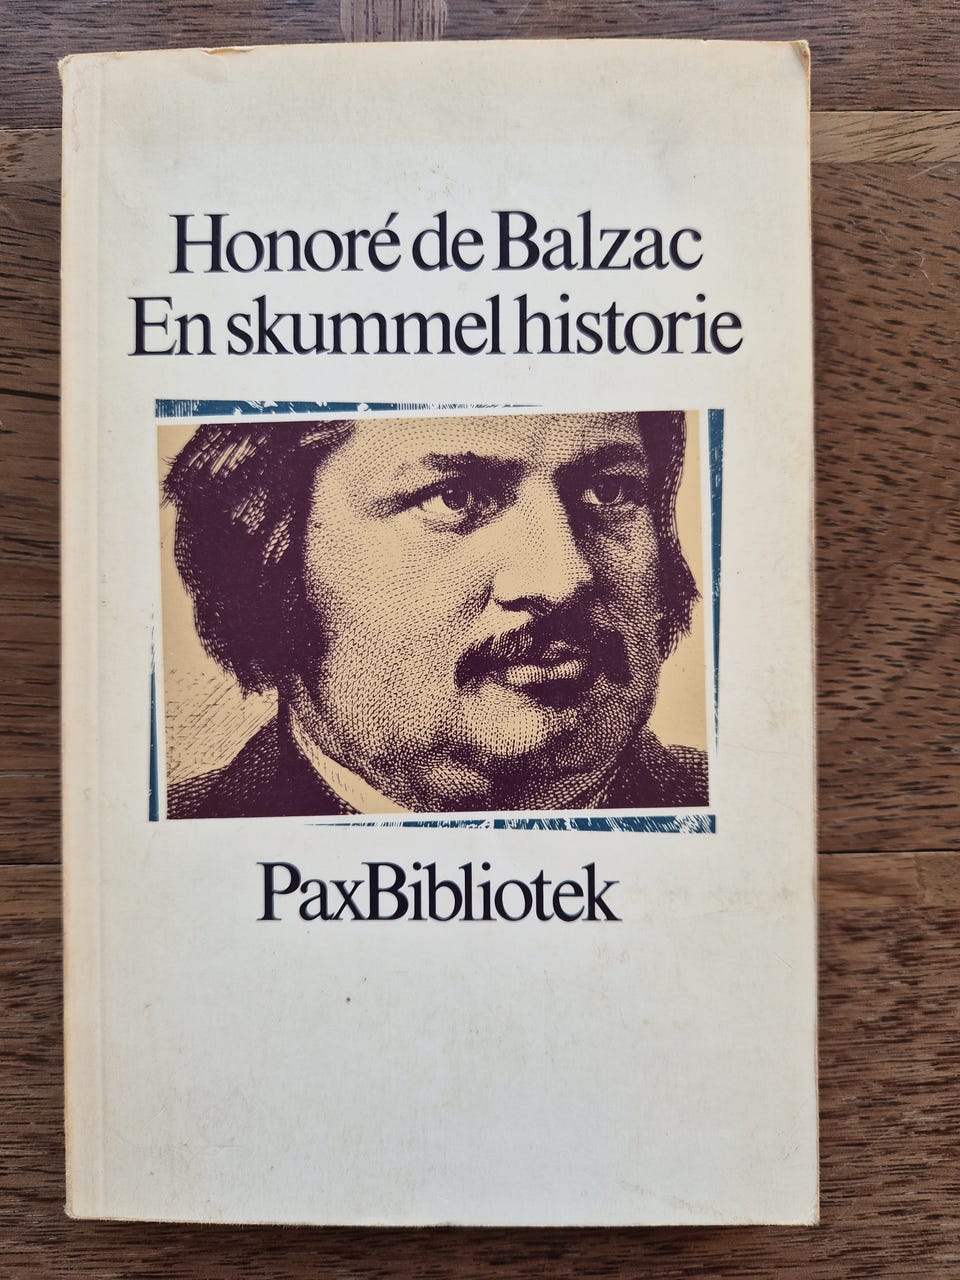 Honoré de Balzac
En skummel historie
PaxBibliotek